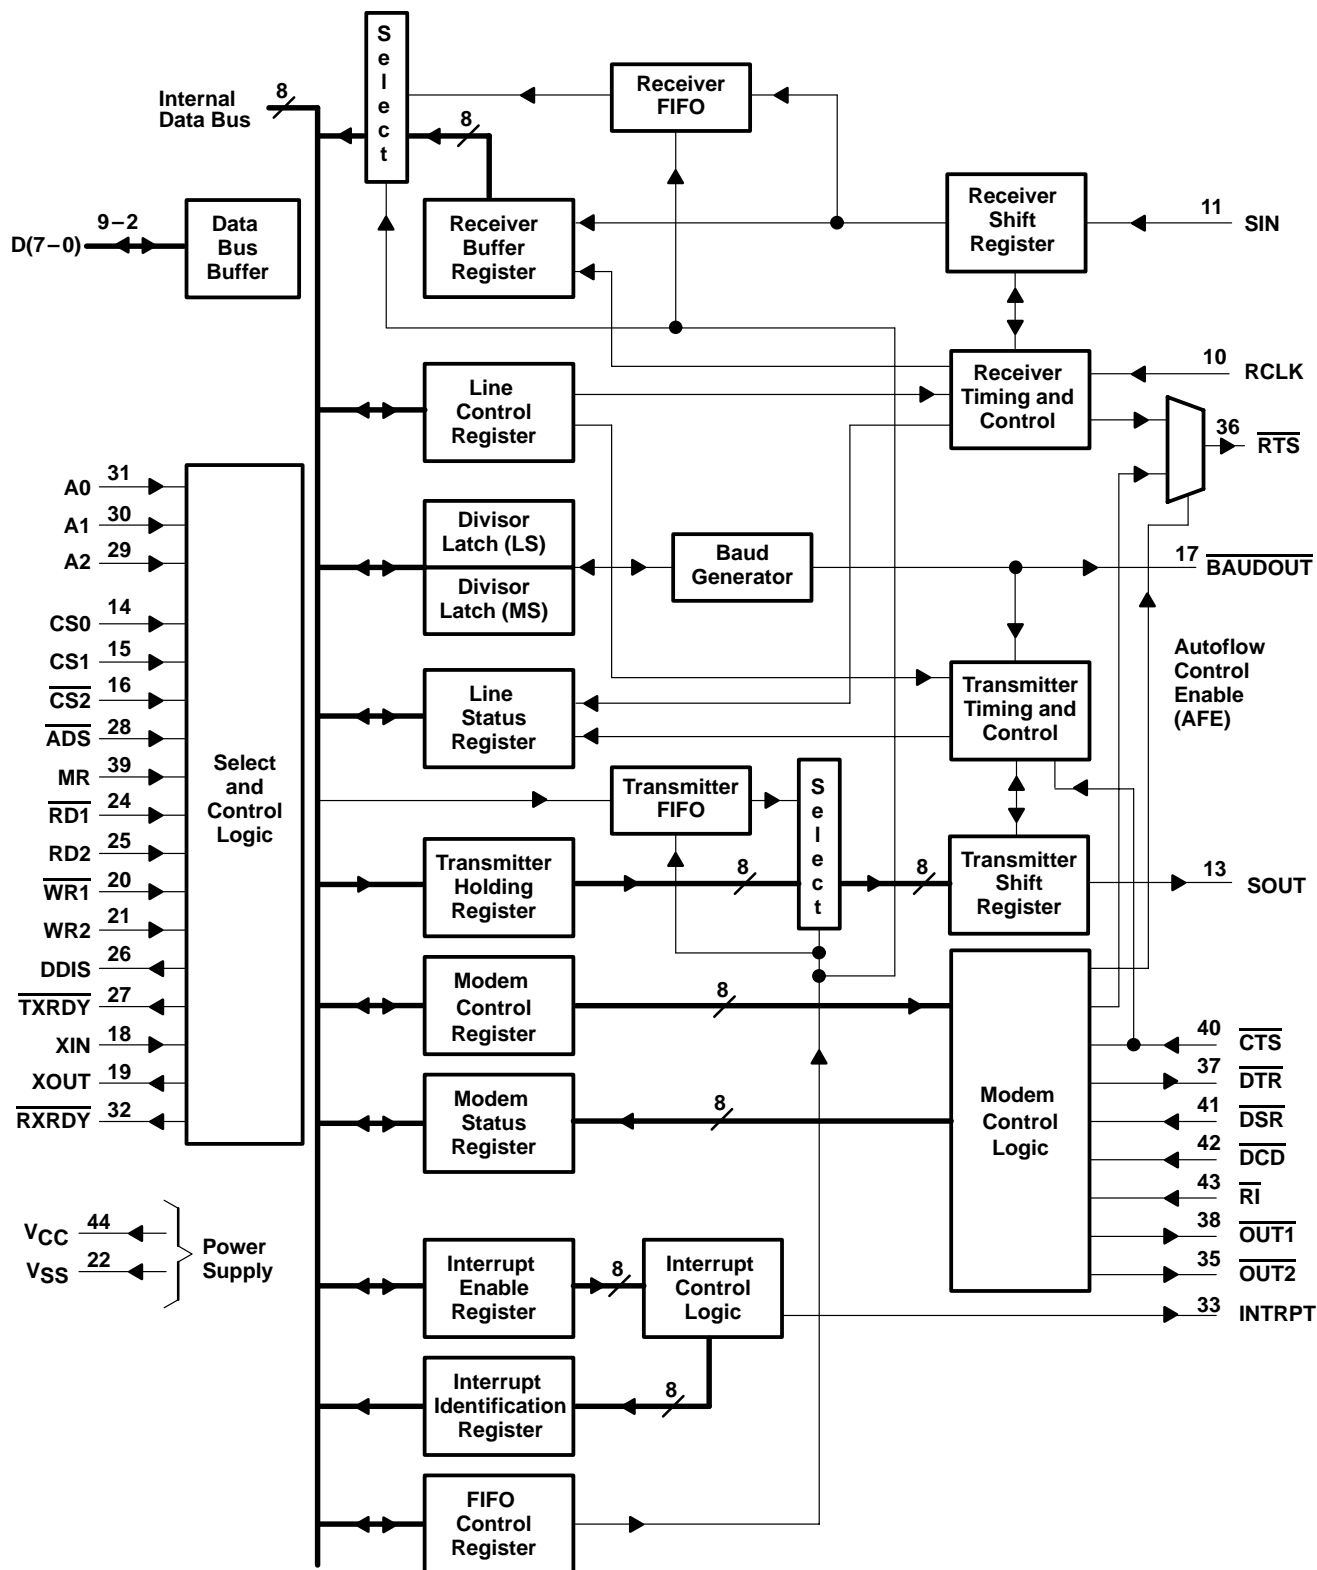 S
e
l
e
c
t
8
Internal
Data Bus
8
Receiver
FIFO
9–2
D(7–0)
Data
Bus
Buffer
Receiver
Buffer
Register
Receiver
Shift
Register
11
SIN
Line
Control
Register
Receiver
Timing and
Control
10
RCLK
36
RTS
A0
31
A1
30
A2
29
CS0
14
CS1
15
CS2
16
ADS
28
MR
39
RD1
24
RD2
25
WR1
20
WR2
21
DDIS
26
TXRDY
27
XIN
18
XOUT
19
RXRDY
32
Select
and
Control
Logic
Divisor
Latch (LS)
Divisor
Latch (MS)
Baud
Generator
17
BAUDOUT
Autoflow
Control
Enable
(AFE)
Line
Status
Register
Transmitter
Timing and
Control
Transmitter
FIFO
S
e
l
e
c
t
Transmitter
Holding
Register
8
8
Transmitter
Shift
Register
13
SOUT
Modem
Control
Register
8
Modem
Status
Register
8
Modem
Control
Logic
40
CTS
37
DTR
41
DSR
42
DCD
43
RI
38
OUT1
35
OUT2
33
INTRPT
VCC
44
VSS
22
Power
Supply
Interrupt
Enable
Register
8
Interrupt
Control
Logic
Interrupt
Identification
Register
8
FIFO
Control
Register